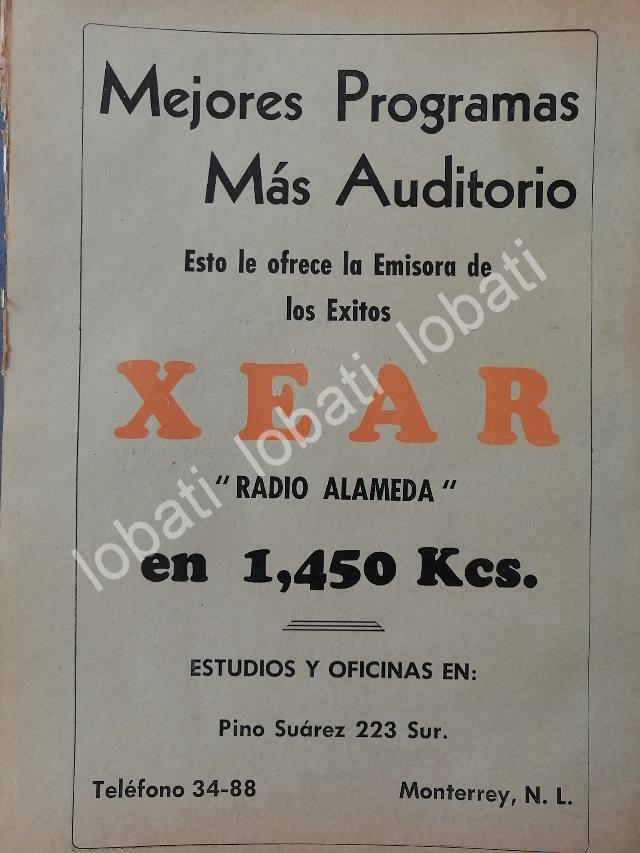 Mejores Programas
Más Auditorio
Esto le ofrece la Emisora de
los Exitos
X E A R
"RADIO ALAMEDA"
en 1,450 Kcs.
ESTUDIOS Y OFICINAS EN:
Pino Suárez 223 Sur.
Teléfono 34-88
Monterrey, N. L.
lobati lobati lobati